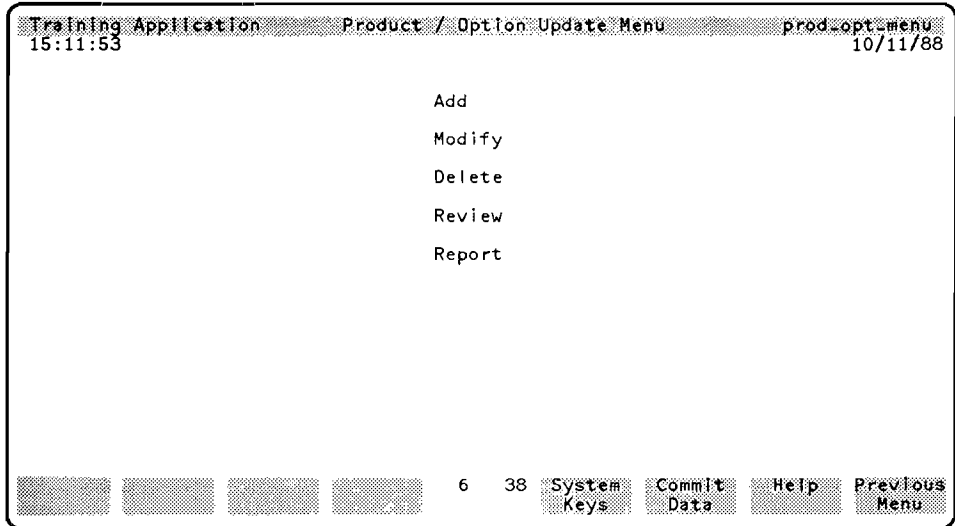 Training Application Product / Option Update Menu prod_opt_menu
15:11:53 10/11/88
Add
Modify
Delete
Review
Report
6 38 System Commit Help Previous
Keys Data Menu